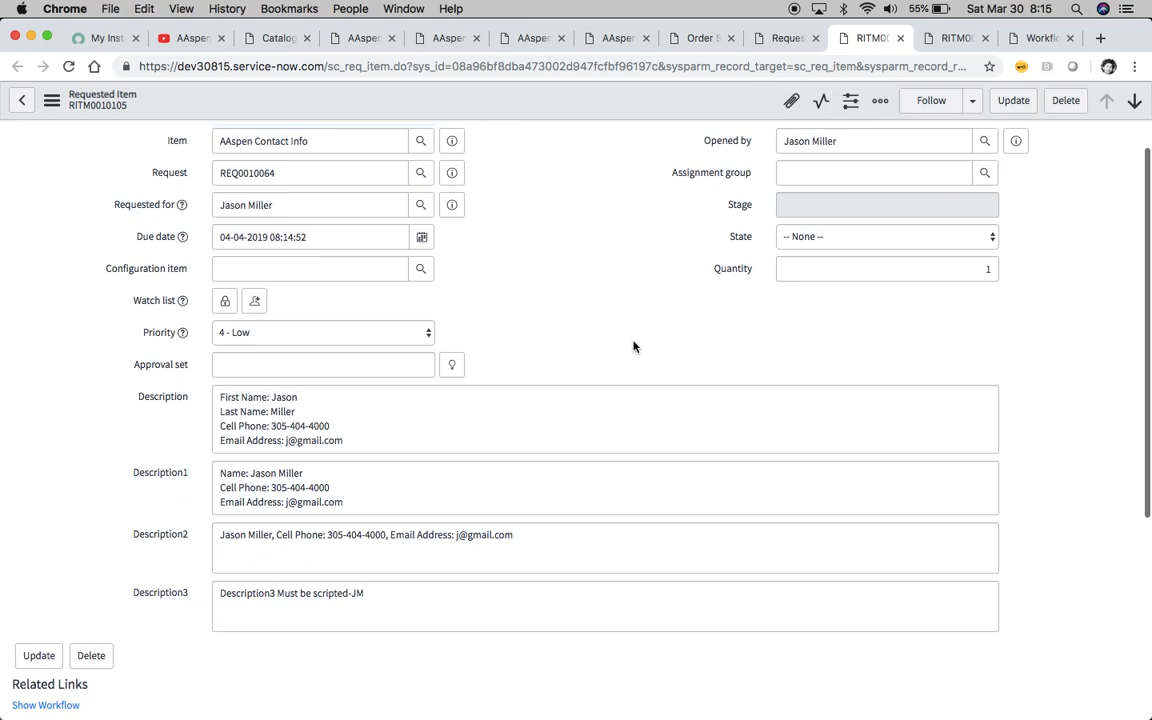 Chrome File Edit View History Bookmarks People Window Help 55% Sat Mar 30 8:15
My Inst AAspen Catalog AAspen AAspen AAspen AAspen Order S Reques RITM00 RITM00 Workflo
https://dev30815.service-now.com/sc_req_item.do?sys_id=08a96bf8dba473002d947fcfbf96197c&sysparm_record_target=sc_req_item&sysparm_record_r...
Requested Item
RITM0010105
Follow Update Delete
Item AAspen Contact Info Opened by Jason Miller
Request REQ0010064 Assignment group
Requested for Jason Miller Stage
Due date 04-04-2019 08:14:52 State -- None --
Configuration item Quantity 1
Watch list
Priority 4 - Low
Approval set
Description First Name: Jason
Last Name: Miller
Cell Phone: 305-404-4000
Email Address: j@gmail.com
Description1 Name: Jason Miller
Cell Phone: 305-404-4000
Email Address: j@gmail.com
Description2 Jason Miller, Cell Phone: 305-404-4000, Email Address: j@gmail.com
Description3 Description3 Must be scripted-JM
Update Delete
Related Links
Show Workflow